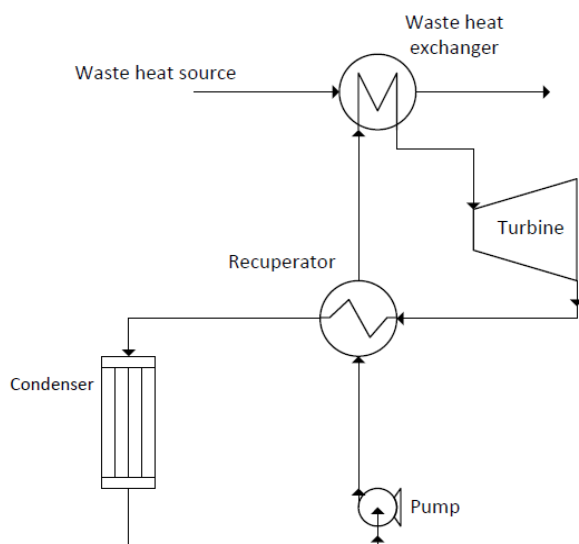 Waste heat
exchanger
Waste heat source
Turbine
Recuperator
Condenser
Pump